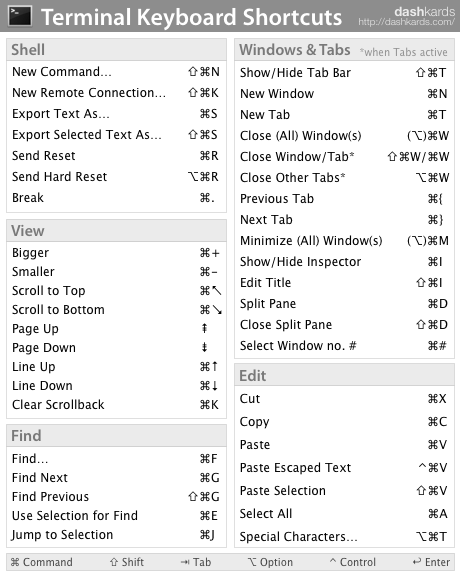 Terminal Keyboard Shortcuts
dashkards
http://dashkards.com/
Shell
New Command... ⇧⌘N
New Remote Connection... ⇧⌘K
Export Text As... ⌘S
Export Selected Text As... ⇧⌘S
Send Reset ⌘R
Send Hard Reset ⌥⌘R
Break ⌘.
View
Bigger ⌘+
Smaller ⌘-
Scroll to Top ⌘↖
Scroll to Bottom ⌘↘
Page Up ⇞
Page Down ⇟
Line Up ⌘↑
Line Down ⌘↓
Clear Scrollback ⌘K
Find
Find... ⌘F
Find Next ⌘G
Find Previous ⇧⌘G
Use Selection for Find ⌘E
Jump to Selection ⌘J
Windows & Tabs *when Tabs active
Show/Hide Tab Bar ⇧⌘T
New Window ⌘N
New Tab ⌘T
Close (All) Window(s) (⌥)⌘W
Close Window/Tab* ⇧⌘W/⌘W
Close Other Tabs* ⌥⌘W
Previous Tab ⌘{
Next Tab ⌘}
Minimize (All) Window(s) (⌥)⌘M
Show/Hide Inspector ⌘I
Edit Title ⇧⌘I
Split Pane ⌘D
Close Split Pane ⇧⌘D
Select Window no. # ⌘#
Edit
Cut ⌘X
Copy ⌘C
Paste ⌘V
Paste Escaped Text ^⌘V
Paste Selection ⇧⌘V
Select All ⌘A
Special Characters... ⌥⌘T
⌘ Command ⇧ Shift ⇥ Tab ⌥ Option ^ Control ↵ Enter